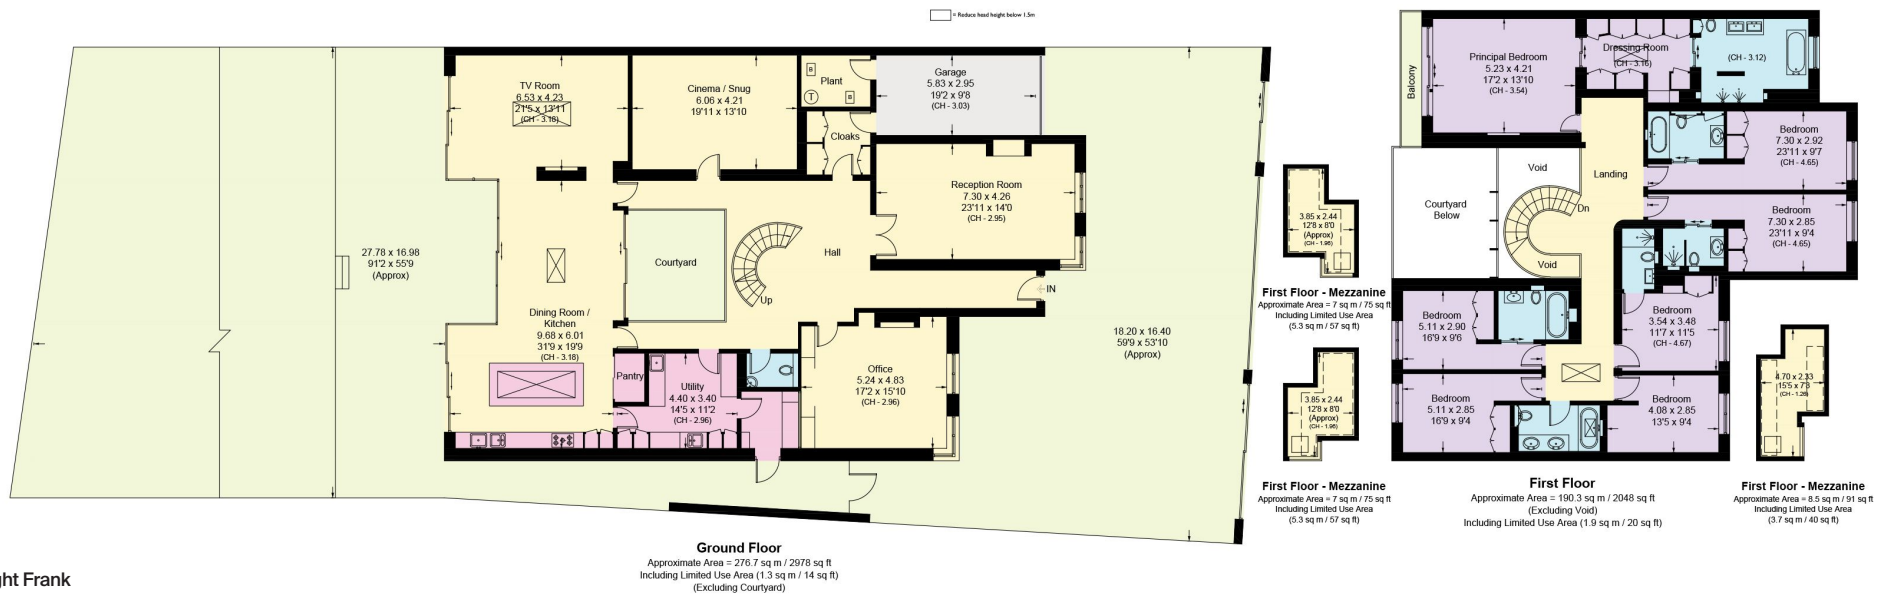 = Reduce head height below 1.5m
TV Room
6.53 x 4.23
21'5 x 13'11
(CH - 3.18)
Cinema / Snug
6.06 x 4.21
19'11 x 13'10
B
Plant
T
B
Garage
5.83 x 2.95
19'2 x 9'8
(CH - 3.03)
Cloaks
Reception Room
7.30 x 4.26
23'11 x 14'0
(CH - 2.95)
27.78 x 16.98
91'2 x 55'9
(Approx)
Courtyard
Hall
Up
IN
Dining Room /
Kitchen
9.68 x 6.01
31'9 x 19'9
(CH - 3.18)
Pantry
Utility
4.40 x 3.40
14'5 x 11'2
(CH - 2.96)
Office
5.24 x 4.83
17'2 x 15'10
(CH - 2.96)
18.20 x 16.40
59'9 x 53'10
(Approx)
Ground Floor
Approximate Area = 276.7 sq m / 2978 sq ft
Including Limited Use Area (1.3 sq m / 14 sq ft)
(Excluding Courtyard)
ght Frank
3.85 x 2.44
12'8 x 8'0
(Approx)
(CH - 1.98)
First Floor - Mezzanine
Approximate Area = 7 sq m / 75 sq ft
Including Limited Use Area
(5.3 sq m / 57 sq ft)
3.85 x 2.44
12'8 x 8'0
(Approx)
(CH - 1.98)
First Floor - Mezzanine
Approximate Area = 7 sq m / 75 sq ft
Including Limited Use Area
(5.3 sq m / 57 sq ft)
Balcony
Principal Bedroom
5.23 x 4.21
17'2 x 13'10
(CH - 3.54)
Dressing Room
(CH - 3.16)
(CH - 3.12)
Bedroom
7.30 x 2.92
23'11 x 9'7
(CH - 4.65)
Void
Landing
Courtyard
Below
Dn
Void
Bedroom
7.30 x 2.85
23'11 x 9'4
(CH - 4.65)
Bedroom
5.11 x 2.90
16'9 x 9'6
Bedroom
3.54 x 3.48
11'7 x 11'5
(CH - 4.67)
Bedroom
5.11 x 2.85
16'9 x 9'4
Bedroom
4.08 x 2.85
13'5 x 9'4
First Floor
Approximate Area = 190.3 sq m / 2048 sq ft
(Excluding Void)
Including Limited Use Area (1.9 sq m / 20 sq ft)
4.70 x 2.33
15'5 x 7'8
First Floor - Mezzanine
Approximate Area = 8.5 sq m / 91 sq ft
Including Limited Use Area
(3.7 sq m / 40 sq ft)